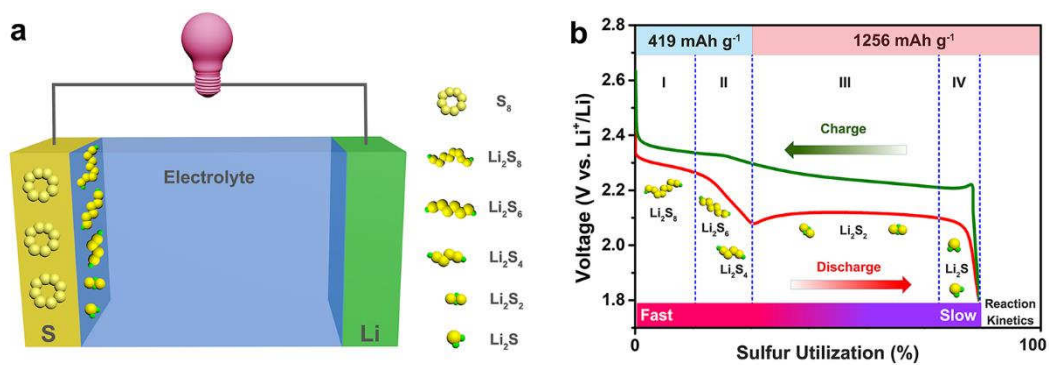 a
S₈
Li₂S₈
Electrolyte
Li₂S₆
Li₂S₄
Li₂S₂
S
Li
Li₂S
b
419 mAh g⁻¹
1256 mAh g⁻¹
I
II
III
IV
Charge
Li₂S₈
Li₂S₆
Li₂S₄
Li₂S₂
Li₂S
Discharge
Fast
Slow
Reaction
Kinetics
Voltage (V vs. Li⁺/Li)
2.8
2.6
2.4
2.2
2.0
1.8
0
100
Sulfur Utilization (%)